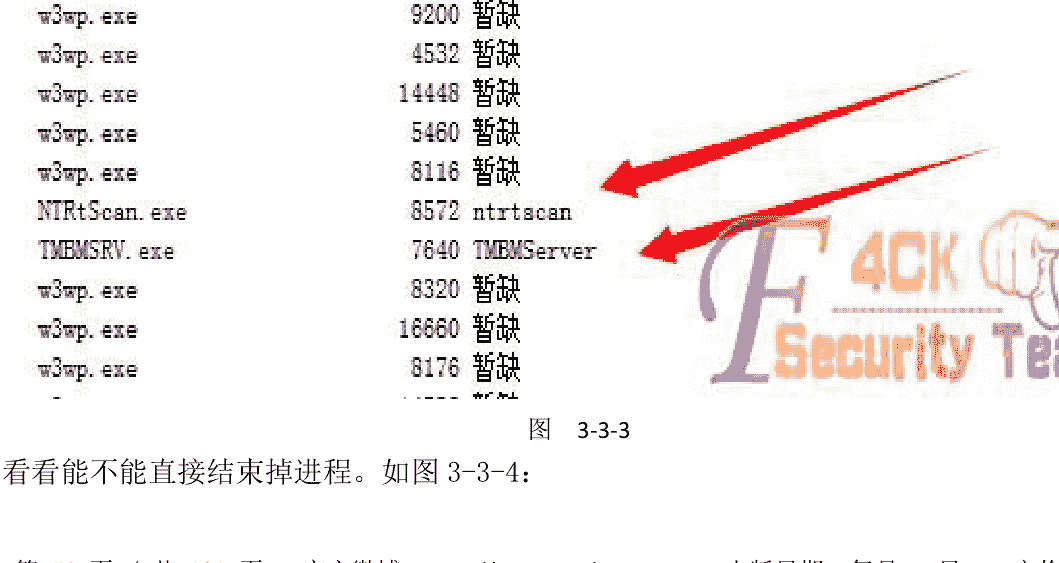 w3wp.exe 9200 暂缺
w3wp.exe 4532 暂缺
w3wp.exe 14448 暂缺
w3wp.exe 5460 暂缺
w3wp.exe 8116 暂缺
NTRtScan.exe 8572 ntrtscan
TMBMSRV.exe 7640 TMBMServer
w3wp.exe 8320 暂缺
w3wp.exe 16660 暂缺
w3wp.exe 8176 暂缺
F4CK
Security Tea
图 3-3-3
看看能不能直接结束掉进程。如图 3-3-4：